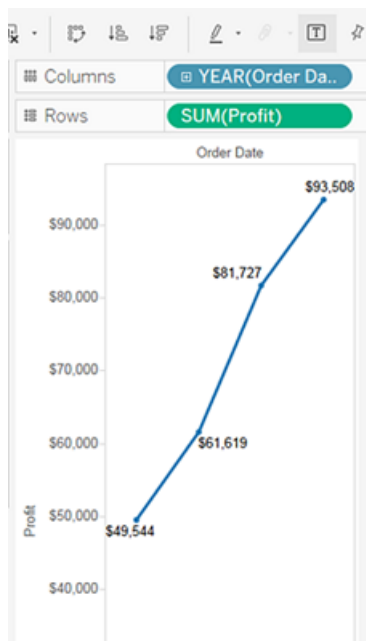 Columns
YEAR(Order Da..
Rows
SUM(Profit)
Order Date
$93,508
$90,000
$81,727
$80,000
$70,000
$60,000
$61,619
Profit
$50,000
$49,544
$40,000